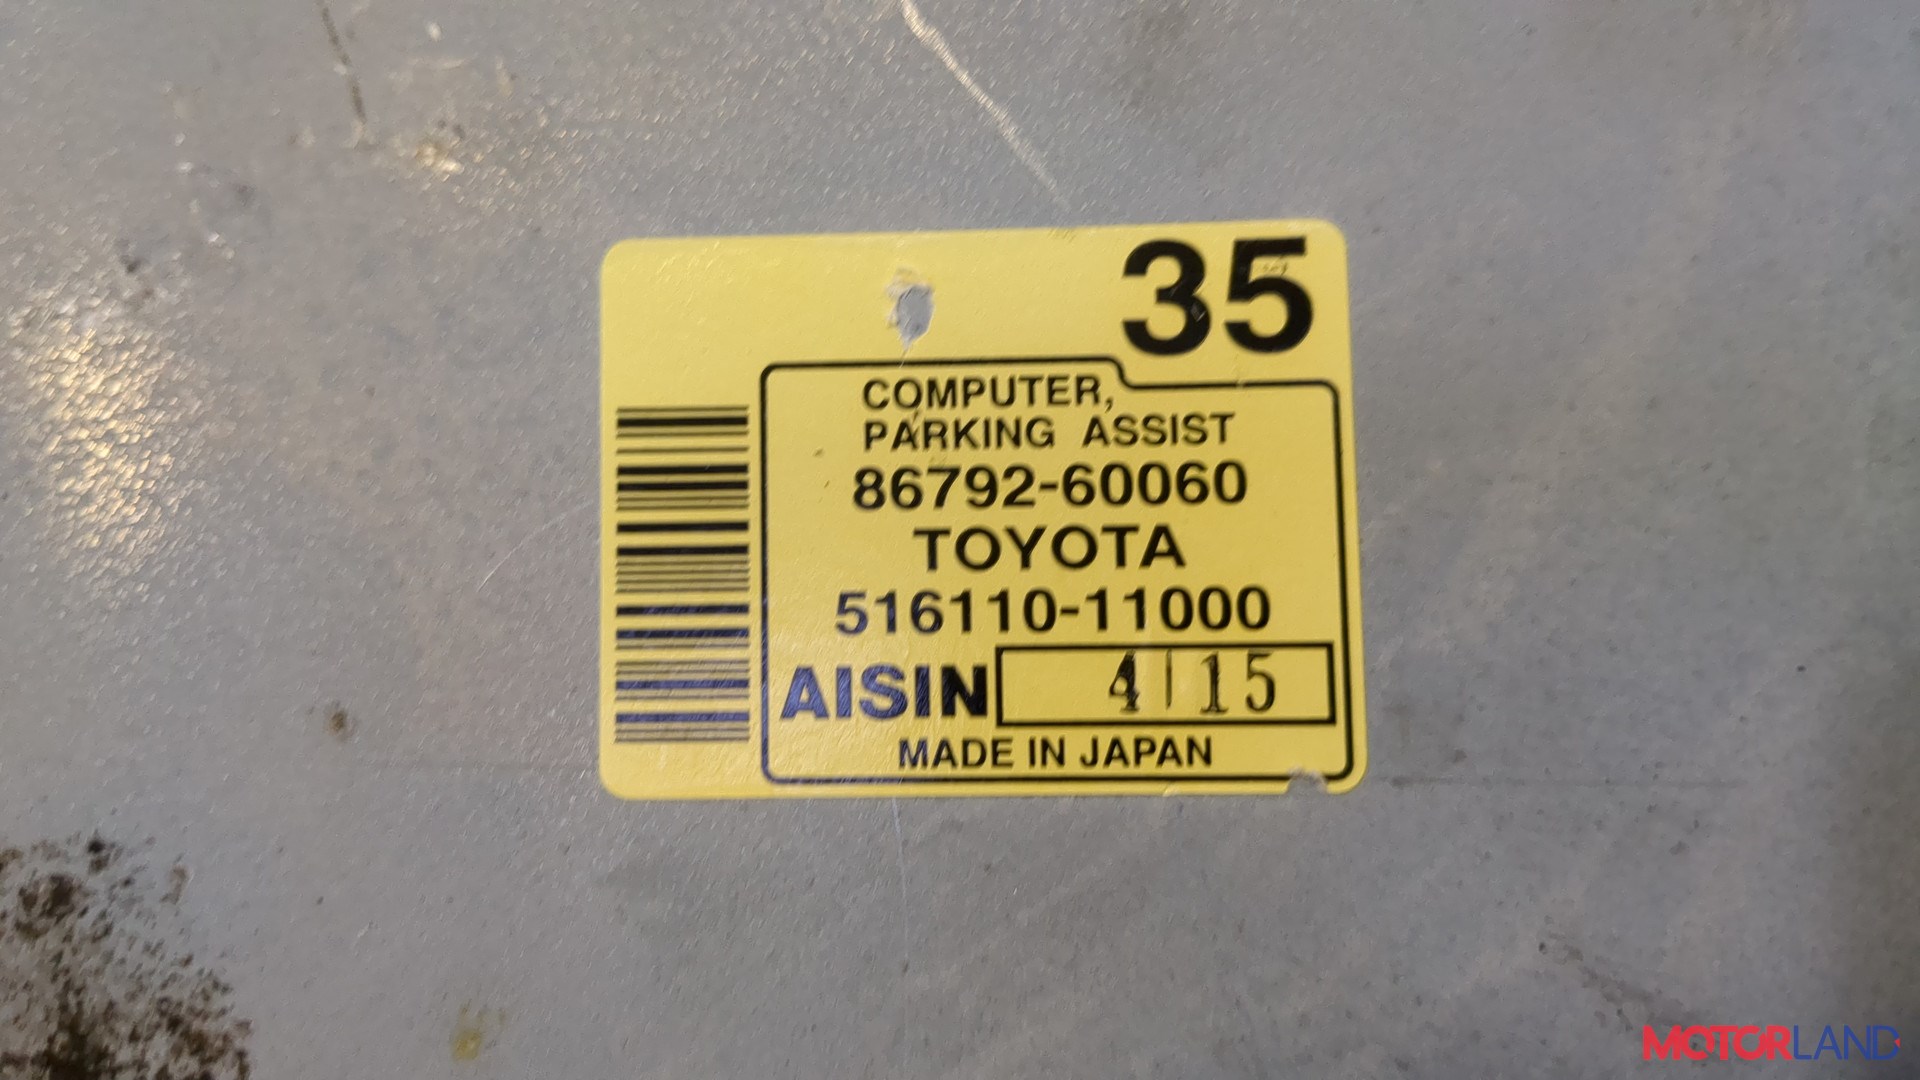 35
COMPUTER,
PARKING ASSIST
86792-60060
TOYOTA
516110-11000
AISIN 4 | 15
MADE IN JAPAN
MOTORLAND